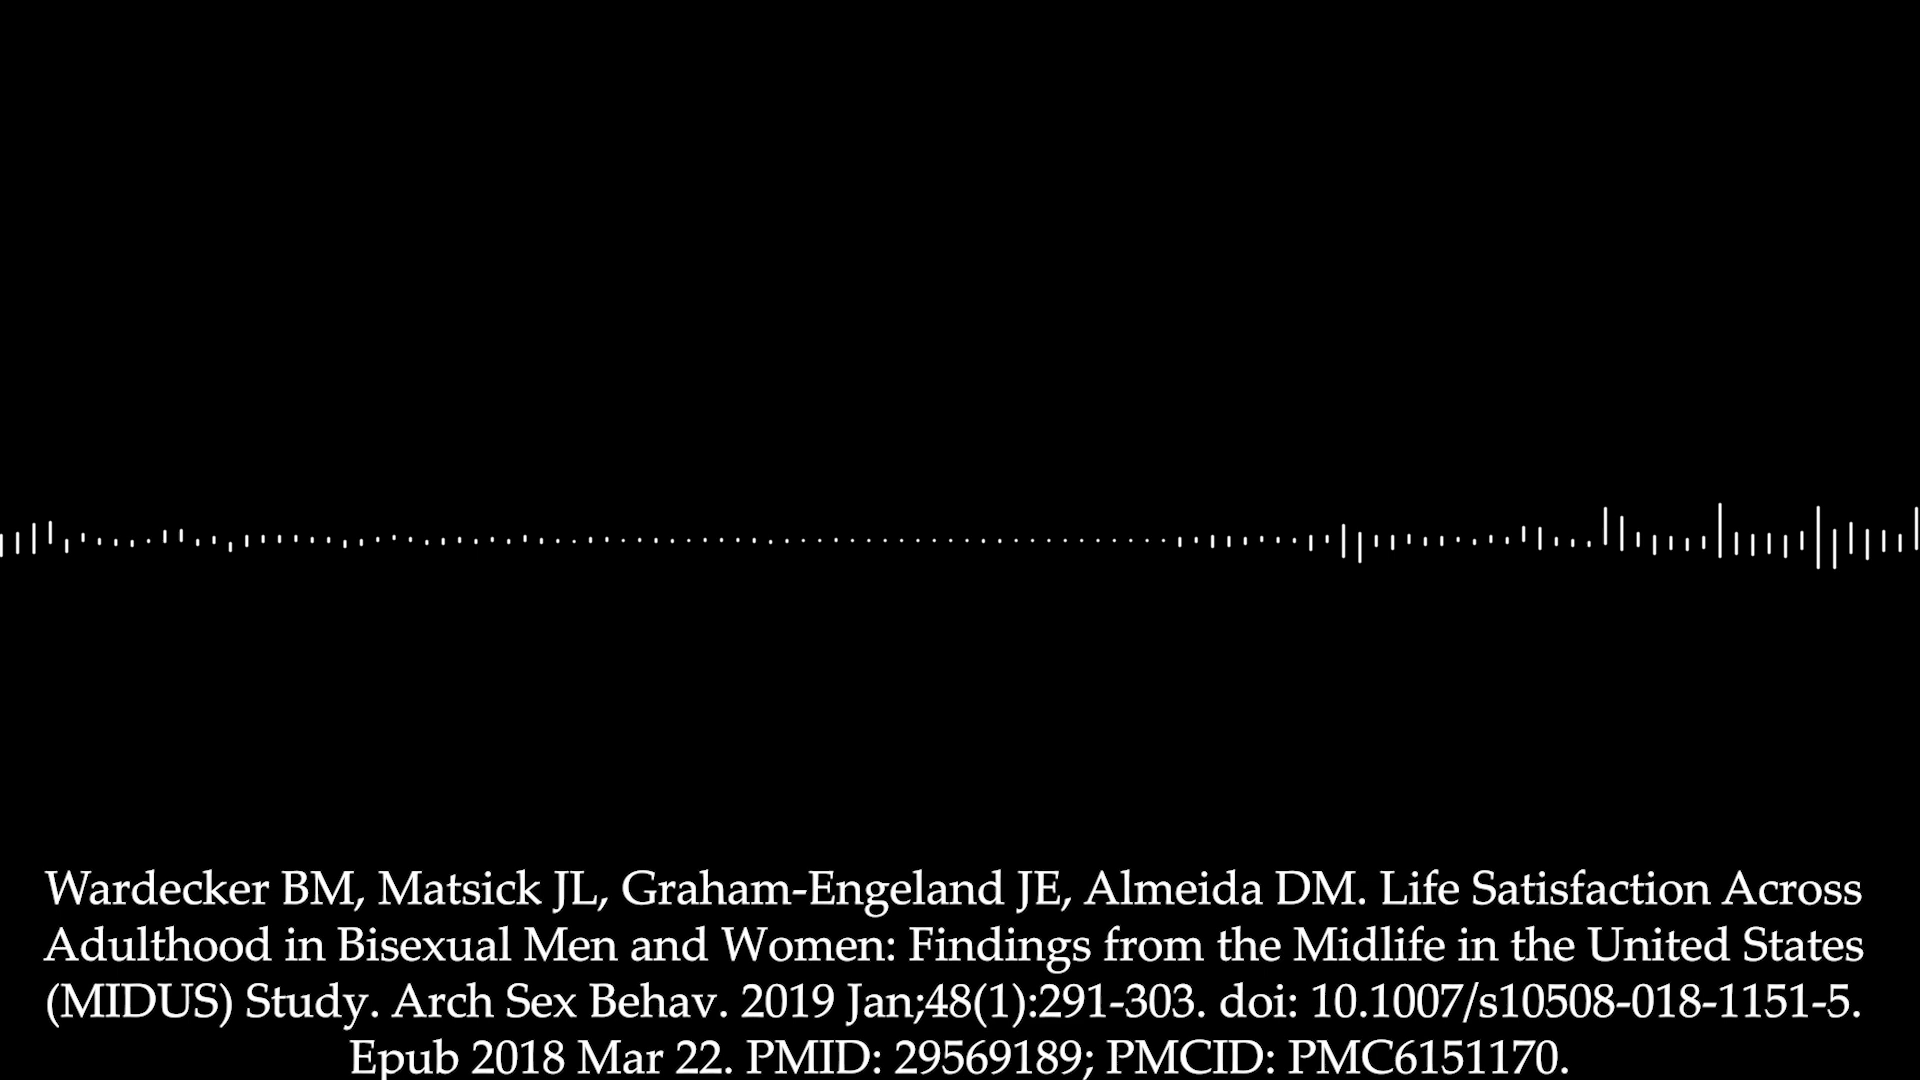 Wardecker BM, Matsick JL, Graham-Engeland JE, Almeida DM. Life Satisfaction Across
Adulthood in Bisexual Men and Women: Findings from the Midlife in the United States
(MIDUS) Study. Arch Sex Behav. 2019 Jan;48(1):291-303. doi: 10.1007/s10508-018-1151-5.
Epub 2018 Mar 22. PMID: 29569189; PMCID: PMC6151170.